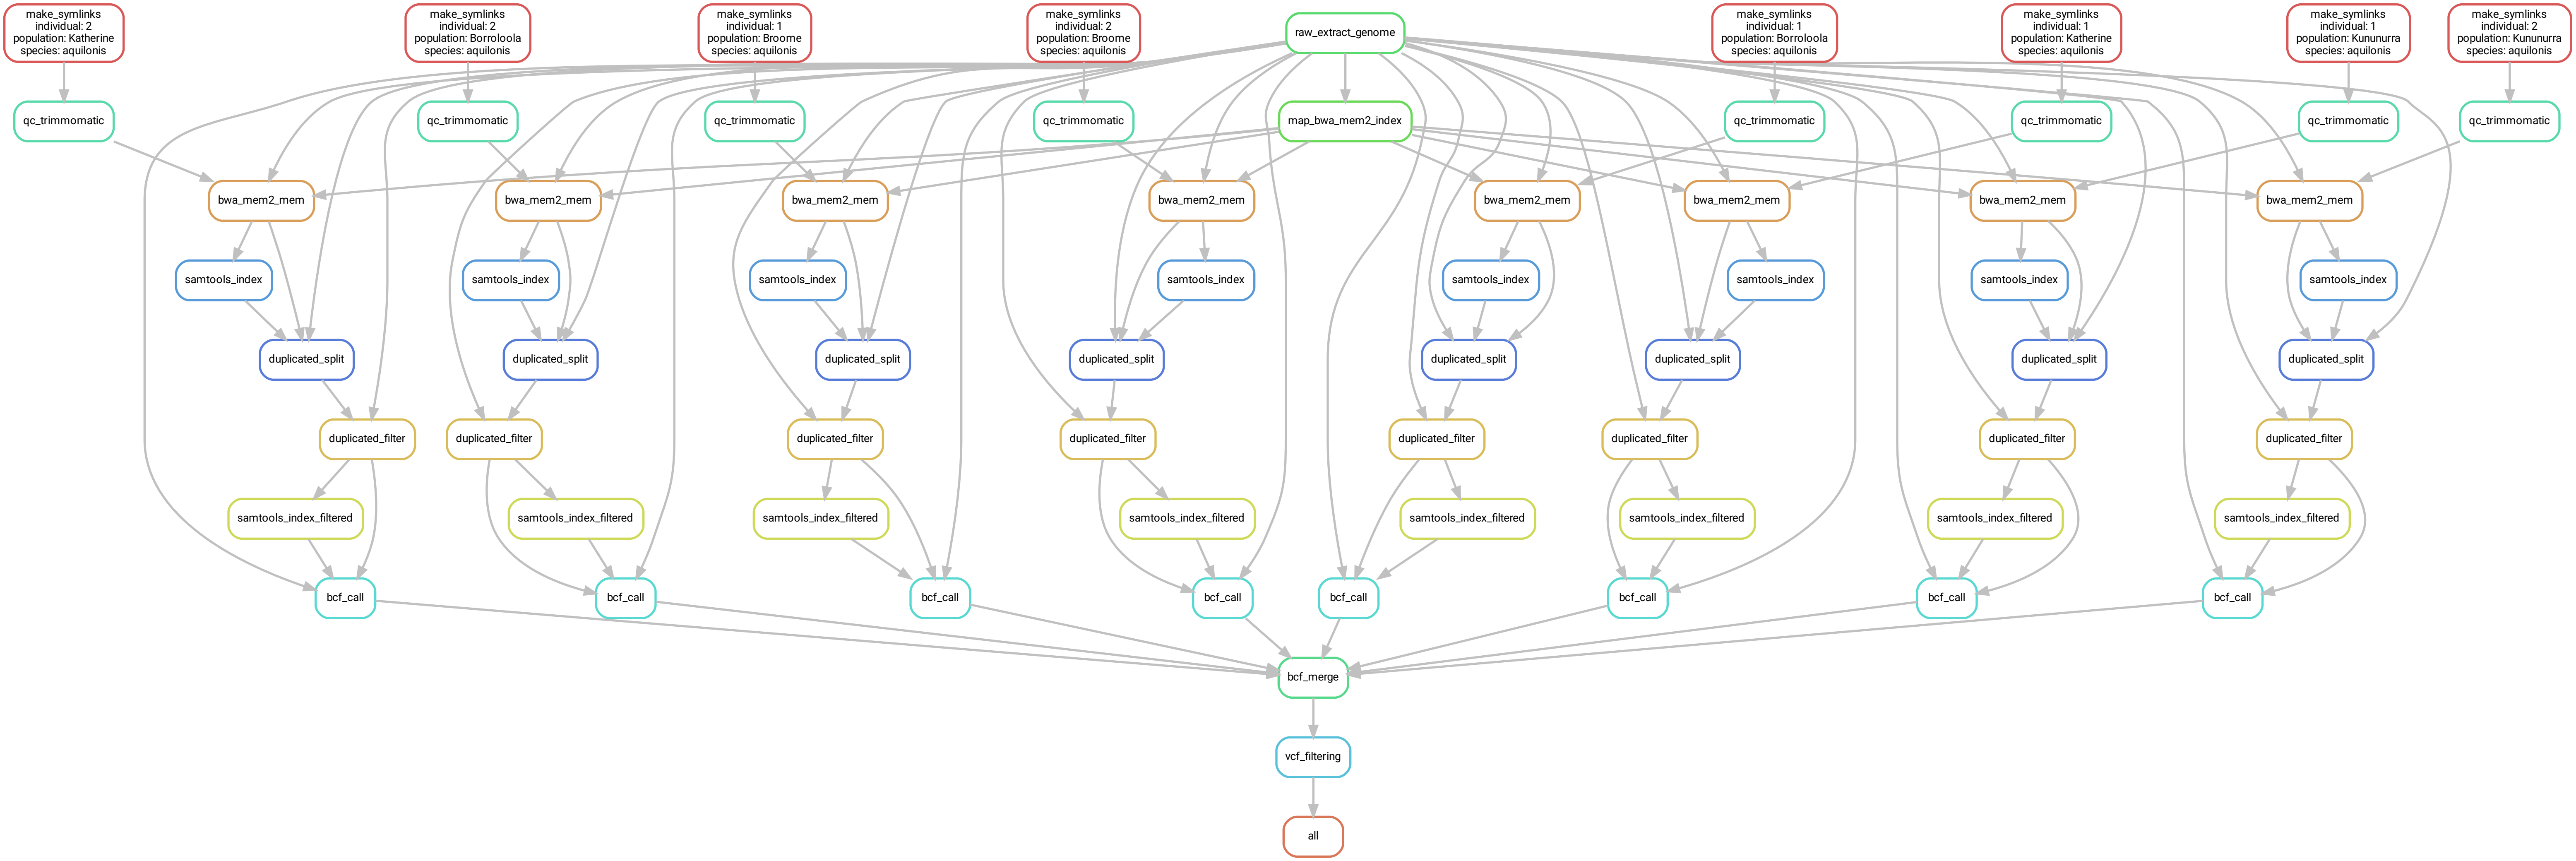 make_symlinks
individual: 2
population: Katherine
species: aquilonis
make_symlinks
individual: 2
population: Borroloola
species: aquilonis
make_symlinks
individual: 1
population: Broome
species: aquilonis
make_symlinks
individual: 2
population: Broome
species: aquilonis
raw_extract_genome
make_symlinks
individual: 1
population: Borroloola
species: aquilonis
make_symlinks
individual: 1
population: Katherine
species: aquilonis
make_symlinks
individual: 1
population: Kununurra
species: aquilonis
make_symlinks
individual: 2
population: Kununurra
species: aquilonis
qc_trimmomatic
qc_trimmomatic
qc_trimmomatic
qc_trimmomatic
map_bwa_mem2_index
qc_trimmomatic
qc_trimmomatic
qc_trimmomatic
qc_trimmomatic
bwa_mem2_mem
bwa_mem2_mem
bwa_mem2_mem
bwa_mem2_mem
bwa_mem2_mem
bwa_mem2_mem
bwa_mem2_mem
bwa_mem2_mem
samtools_index
samtools_index
samtools_index
samtools_index
samtools_index
samtools_index
samtools_index
samtools_index
duplicated_split
duplicated_split
duplicated_split
duplicated_split
duplicated_split
duplicated_split
duplicated_split
duplicated_split
duplicated_filter
duplicated_filter
duplicated_filter
duplicated_filter
duplicated_filter
duplicated_filter
duplicated_filter
duplicated_filter
samtools_index_filtered
samtools_index_filtered
samtools_index_filtered
samtools_index_filtered
samtools_index_filtered
samtools_index_filtered
samtools_index_filtered
samtools_index_filtered
bcf_call
bcf_call
bcf_call
bcf_call
bcf_call
bcf_call
bcf_call
bcf_call
bcf_merge
vcf_filtering
all